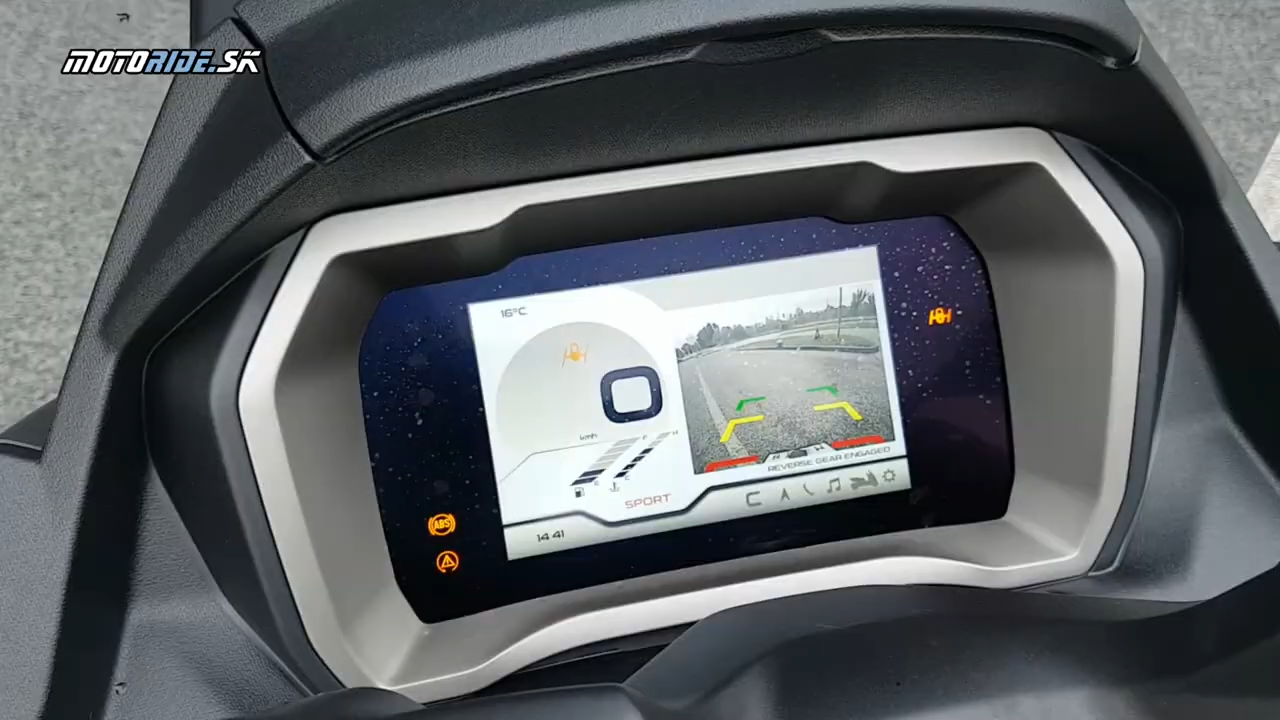 MOTORIDE.SK
16°C
0
km/h
F
H
E
C
N
REVERSE GEAR ENGAGED
SPORT
14:41
ABS